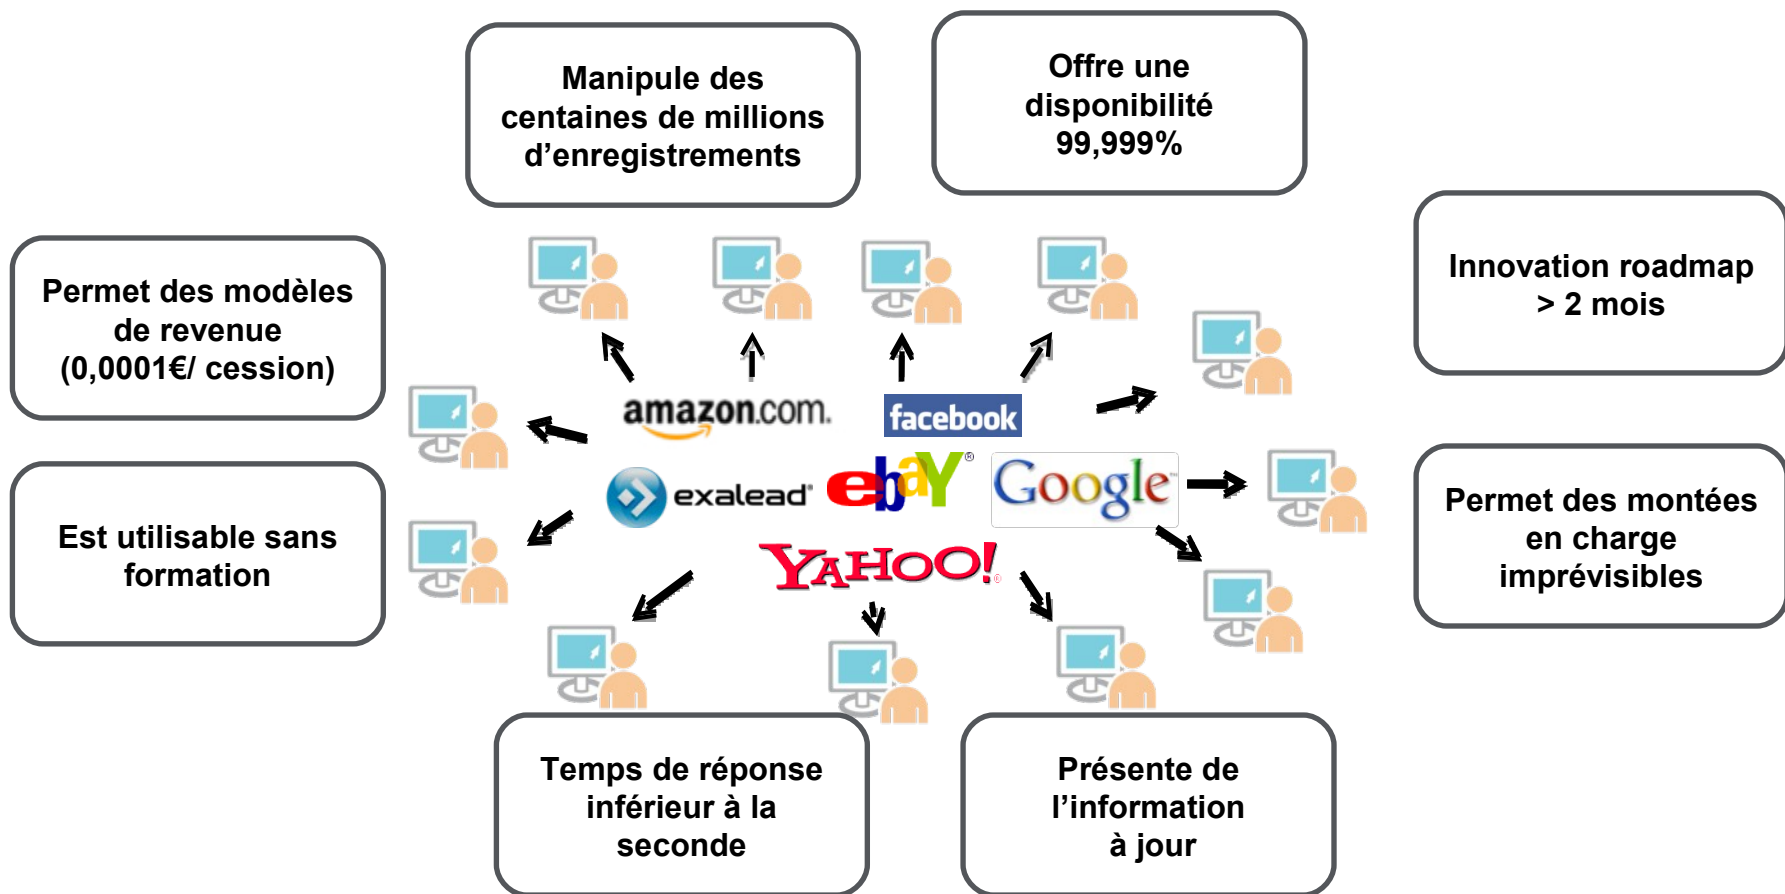 Manipule des
centaines de millions
d’enregistrements
Offre une
disponibilité
99,999%
Permet des modèles
de revenue
(0,0001€/ cession)
Innovation roadmap
> 2 mois
amazon.com.
facebook
exalead
ebaY®
Google™
YAHOO!®
Est utilisable sans
formation
Permet des montées
en charge
imprévisibles
Temps de réponse
inférieur à la
seconde
Présente de
l’information
à jour